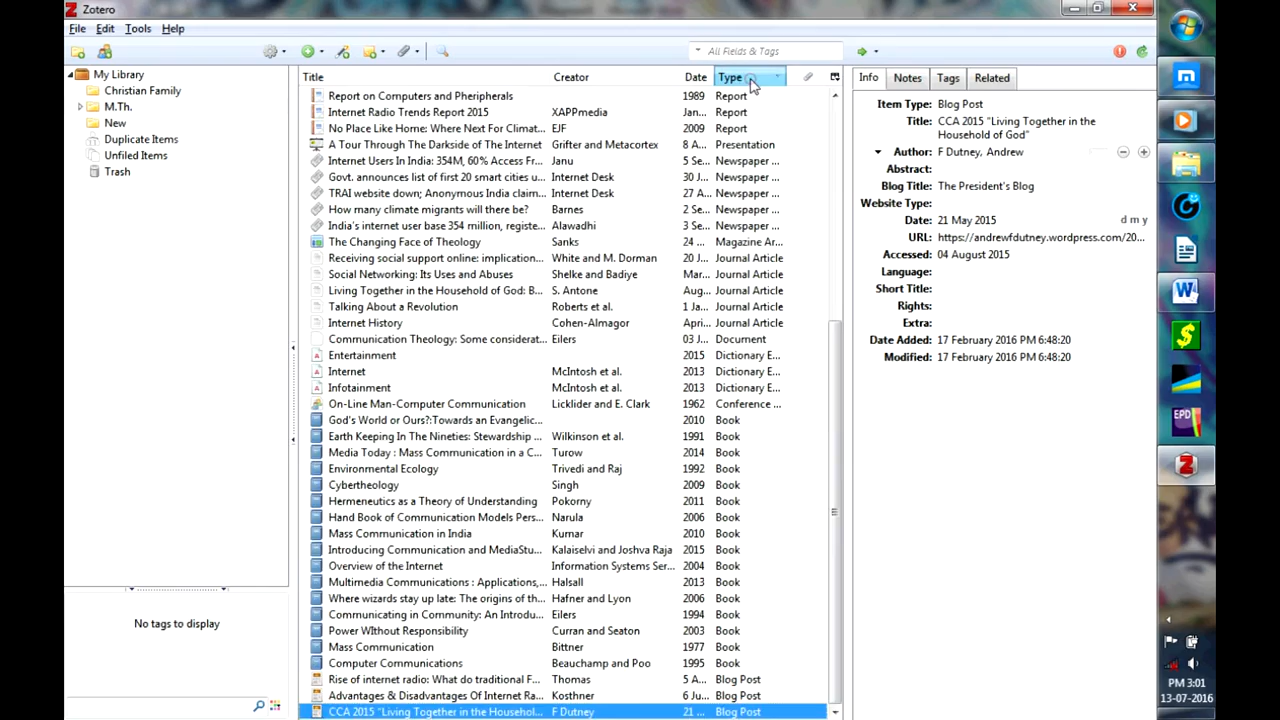 Zotero
File Edit Tools Help
All Fields & Tags
My Library
Christian Family
M.Th.
New
Duplicate Items
Unfiled Items
Trash
No tags to display
Title Creator Date Type
Report on Computers and Pheripherals 1989 Report
Internet Radio Trends Report 2015 XAPPmedia Jan... Report
No Place Like Home: Where Next For Climat... EJF 2009 Report
A Tour Through The Darkside of The Internet Grifter and Metacortex 8 A... Presentation
Internet Users In India: 354M, 60% Access Fr... Janu 3 Se... Newspaper ...
Govt. announces list of first 20 smart cities u... Internet Desk 30 J... Newspaper ...
TRAI website down; Anonymous India claim... Internet Desk 27 A... Newspaper ...
How many climate migrants will there be? Barnes 2 Se... Newspaper ...
India's internet user base 354 million, registe... Alawadhi 3 Se... Newspaper ...
The Changing Face of Theology Sanks 24 ... Magazine Ar...
Receiving social support online: implication... White and M. Dorman 20 J... Journal Article
Social Networking: Its Uses and Abuses Shelke and Badiye Mar... Journal Article
Living Together in the Household of God: B... S. Antone Aug... Journal Article
Talking About a Revolution Roberts et al. 1 Ja... Journal Article
Internet History Cohen-Almagor Apri... Journal Article
Communication Theology: Some considerat... Eilers 03 J... Document
Entertainment 2015 Dictionary E...
Internet McIntosh et al. 2013 Dictionary E...
Infotainment McIntosh et al. 2013 Dictionary E...
On-Line Man-Computer Communication Licklider and E. Clark 1962 Conference ...
God's World or Ours?:Towards an Evangelic... 2010 Book
Earth Keeping In The Nineties: Stewardship ... Wilkinson et al. 1991 Book
Media Today : Mass Communication in a C... Turow 2014 Book
Environmental Ecology Trivedi and Raj 1992 Book
Cybertheology Singh 2009 Book
Hermeneutics as a Theory of Understanding Pokorny 2011 Book
Hand Book of Communication Models Pers... Narula 2006 Book
Mass Communication in India Kumar 2010 Book
Introducing Communication and MediaStu... Kalaiselvi and Joshva Raja 2015 Book
Overview of the Internet Information Systems Ser... 2004 Book
Multimedia Communications : Applications,... Halsall 2013 Book
Where wizards stay up late: The origins of th... Hafner and Lyon 2006 Book
Communicating in Community: An Introdu... Eilers 1994 Book
Power WIthout Responsibility Curran and Seaton 2003 Book
Mass Communication Bittner 1977 Book
Computer Communications Beauchamp and Poo 1995 Book
Rise of internet radio: What do traditional F... Thomas 5 A... Blog Post
Advantages & Disadvantages Of Internet Ra... Kosthner 6 Ju... Blog Post
CCA 2015 "Living Together in the Househol... F Dutney 21 ... Blog Post
Info Notes Tags Related
Item Type: Blog Post
Title: CCA 2015 "Living Together in the
Household of God"
Author: F Dutney, Andrew
Abstract:
Blog Title: The President's Blog
Website Type:
Date: 21 May 2015 d m y
URL: https://andrewfdutney.wordpress.com/20...
Accessed: 04 August 2015
Language:
Short Title:
Rights:
Extra:
Date Added: 17 February 2016 PM 6:48:20
Modified: 17 February 2016 PM 6:48:20
EPD
PM 3:01
13-07-2016